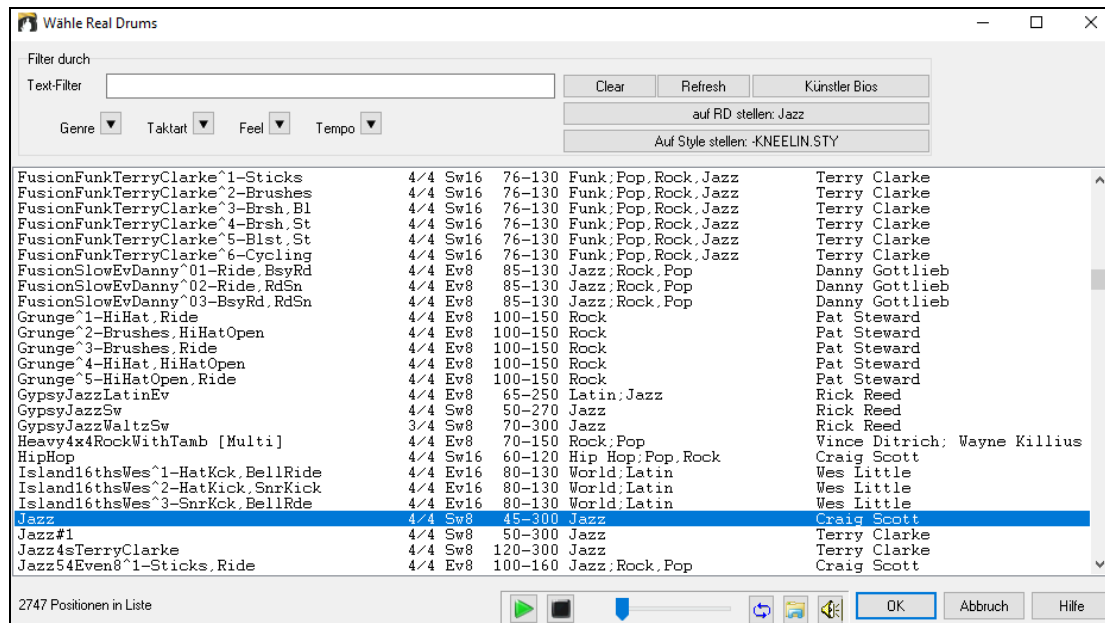 Wähle Real Drums
Filter durch
Text-Filter
Clear Refresh Künstler Bios
auf RD stellen: Jazz
Genre Taktart Feel Tempo
Auf Style stellen: -KNEELIN.STY
FusionFunkTerryClarke^1-Sticks 4/4 Sw16 76-130 Funk;Pop,Rock,Jazz Terry Clarke
FusionFunkTerryClarke^2-Brushes 4/4 Sw16 76-130 Funk;Pop,Rock,Jazz Terry Clarke
FusionFunkTerryClarke^3-Brsh,Bl 4/4 Sw16 76-130 Funk;Pop,Rock,Jazz Terry Clarke
FusionFunkTerryClarke^4-Brsh,St 4/4 Sw16 76-130 Funk;Pop,Rock,Jazz Terry Clarke
FusionFunkTerryClarke^5-Blst,St 4/4 Sw16 76-130 Funk;Pop,Rock,Jazz Terry Clarke
FusionFunkTerryClarke^6-Cycling 4/4 Sw16 76-130 Funk;Pop,Rock,Jazz Terry Clarke
FusionSlowEvDanny^01-Ride,BsyRd 4/4 Ev8 85-130 Jazz;Rock,Pop Danny Gottlieb
FusionSlowEvDanny^02-Ride,RdSn 4/4 Ev8 85-130 Jazz;Rock,Pop Danny Gottlieb
FusionSlowEvDanny^03-BsyRd,RdSn 4/4 Ev8 85-130 Jazz;Rock,Pop Danny Gottlieb
Grunge^1-HiHat,Ride 4/4 Ev8 100-150 Rock Pat Steward
Grunge^2-Brushes,HiHatOpen 4/4 Ev8 100-150 Rock Pat Steward
Grunge^3-Brushes,Ride 4/4 Ev8 100-150 Rock Pat Steward
Grunge^4-HiHat,HiHatOpen 4/4 Ev8 100-150 Rock Pat Steward
Grunge^5-HiHatOpen,Ride 4/4 Ev8 100-150 Rock Pat Steward
GypsyJazzLatinEv 4/4 Ev8 65-250 Latin;Jazz Rick Reed
GypsyJazzSw 4/4 Sw8 50-270 Jazz Rick Reed
GypsyJazzWaltzSw 3/4 Sw8 70-300 Jazz Rick Reed
Heavy4x4RockWithTamb [Multi] 4/4 Ev8 70-150 Rock;Pop Vince Ditrich; Wayne Killius
HipHop 4/4 Sw16 60-120 Hip Hop;Pop,Rock Craig Scott
Island16thsWes^1-HatKck,BellRide 4/4 Ev16 80-130 World;Latin Wes Little
Island16thsWes^2-HatKick,SnrKick 4/4 Ev16 80-130 World;Latin Wes Little
Island16thsWes^3-SnrKck,BellRde 4/4 Ev16 80-130 World;Latin Wes Little
Jazz 4/4 Sw8 45-300 Jazz Craig Scott
Jazz#1 4/4 Sw8 50-300 Jazz Terry Clarke
Jazz4sTerryClarke 4/4 Sw8 120-300 Jazz Terry Clarke
Jazz54Even8^1-Sticks,Ride 4/4 Ev8 100-160 Jazz;Rock,Pop Craig Scott
2747 Positionen in Liste OK Abbruch Hilfe